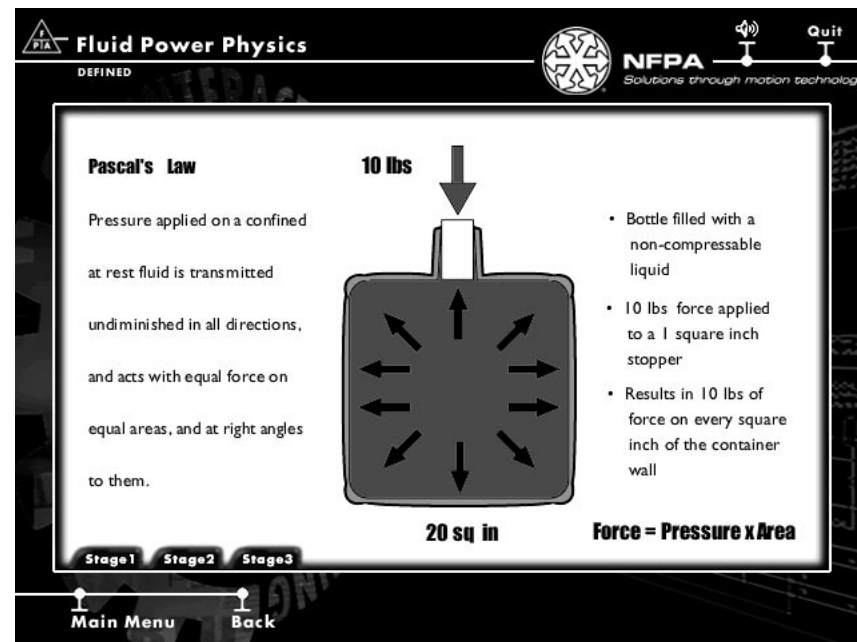 F
PTA
Fluid Power Physics
DEFINED
NFPA
Solutions through motion technolog
Quit
Pascal's Law
Pressure applied on a confined
at rest fluid is transmitted
undiminished in all directions,
and acts with equal force on
equal areas, and at right angles
to them.
10 lbs
20 sq in
• Bottle filled with a
non-compressable
liquid
• 10 lbs force applied
to a 1 square inch
stopper
• Results in 10 lbs of
force on every square
inch of the container
wall
Force = Pressure x Area
Stage1 Stage2 Stage3
Main Menu Back